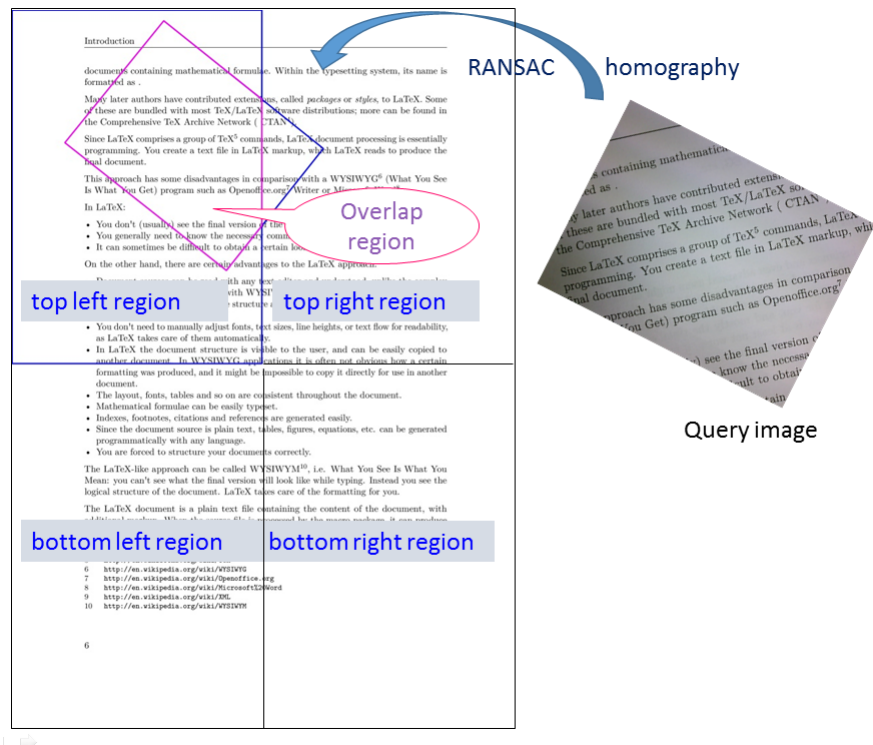 Introduction
documents containing mathematical formulae. Within the typesetting system, its name is
formatted as .
Many later authors have contributed extensions, called packages or styles, to LaTeX. Some
of these are bundled with most TeX/LaTeX software distributions; more can be found in
the Comprehensive TeX Archive Network ( CTAN⁴).
Since LaTeX comprises a group of TeX⁵ commands, LaTeX document processing is essentially
programming. You create a text file in LaTeX markup, which LaTeX reads to produce the
final document.
This approach has some disadvantages in comparison with a WYSIWYG⁶ (What You See
Is What You Get) program such as Openoffice.org⁷ Writer or
In LaTeX:
• You don't (usually) see the final version of the
• You generally need to know the necessary
• It can sometimes be difficult to obtain a certain
On the other hand, there are certain advantages to the LaTeX approach:
with any
with
structure
• You don't need to manually adjust fonts, text sizes, line heights, or text flow for readability,
as LaTeX takes care of them automatically.
• In LaTeX the document structure is visible to the user, and can be easily copied to
another document. In WYSIWYG applications it is often not obvious how a certain
formatting was produced, and it might be impossible to copy it directly for use in another
document.
• The layout, fonts, tables and so on are consistent throughout the document.
• Mathematical formulae can be easily typeset.
• Indexes, footnotes, citations and references are generated easily.
• Since the document source is plain text, tables, figures, equations, etc. can be generated
programmatically with any language.
• You are forced to structure your documents correctly.
The LaTeX-like approach can be called WYSIWYM¹⁰, i.e. What You See Is What You
Mean: you can't see what the final version will look like while typing. Instead you see the
logical structure of the document. LaTeX takes care of the formatting for you.
The LaTeX document is a plain text file containing the content of the document, with
6 http://en.wikipedia.org/wiki/WYSIWYG
7 http://en.wikipedia.org/wiki/Openoffice.org
8 http://en.wikipedia.org/wiki/Microsoft%20Word
9 http://en.wikipedia.org/wiki/XML
10 http://en.wikipedia.org/wiki/WYSIWYM
6
top left region
top right region
bottom left region
bottom right region
Overlap
region
RANSAC homography
s containing mathematic
ed as .
later authors have contributed extens
these are bundled with most TeX/LaTeX so
the Comprehensive TeX Archive Network ( CTAN
Since LaTeX comprises a group of TeX⁵ commands, LaTeX
programming. You create a text file in LaTeX markup, whi
document.
pproach has some disadvantages in comparison
You Get) program such as Openoffice.org⁷
) see the final version
know the necessa
ult to obtai
tain
Query image